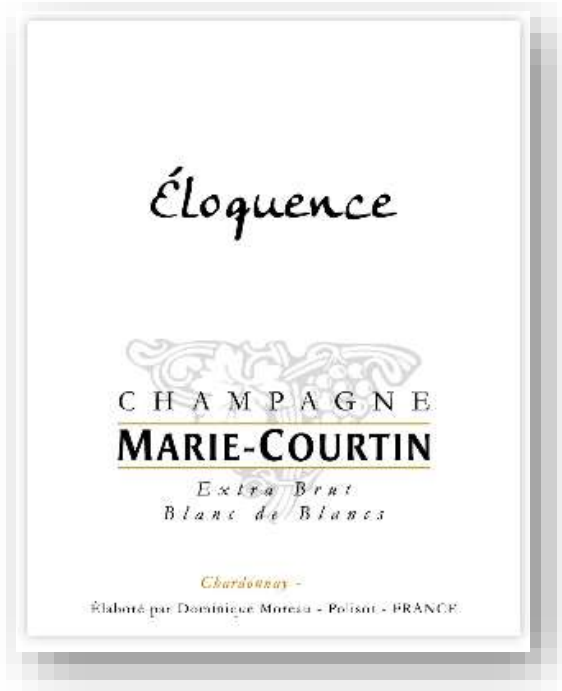 Éloquence
CHAMPAGNE
MARIE-COURTIN
Extra Brut
Blanc de Blancs
Chardonnay -
Élaboré par Dominique Moreau - Polisot - FRANCE